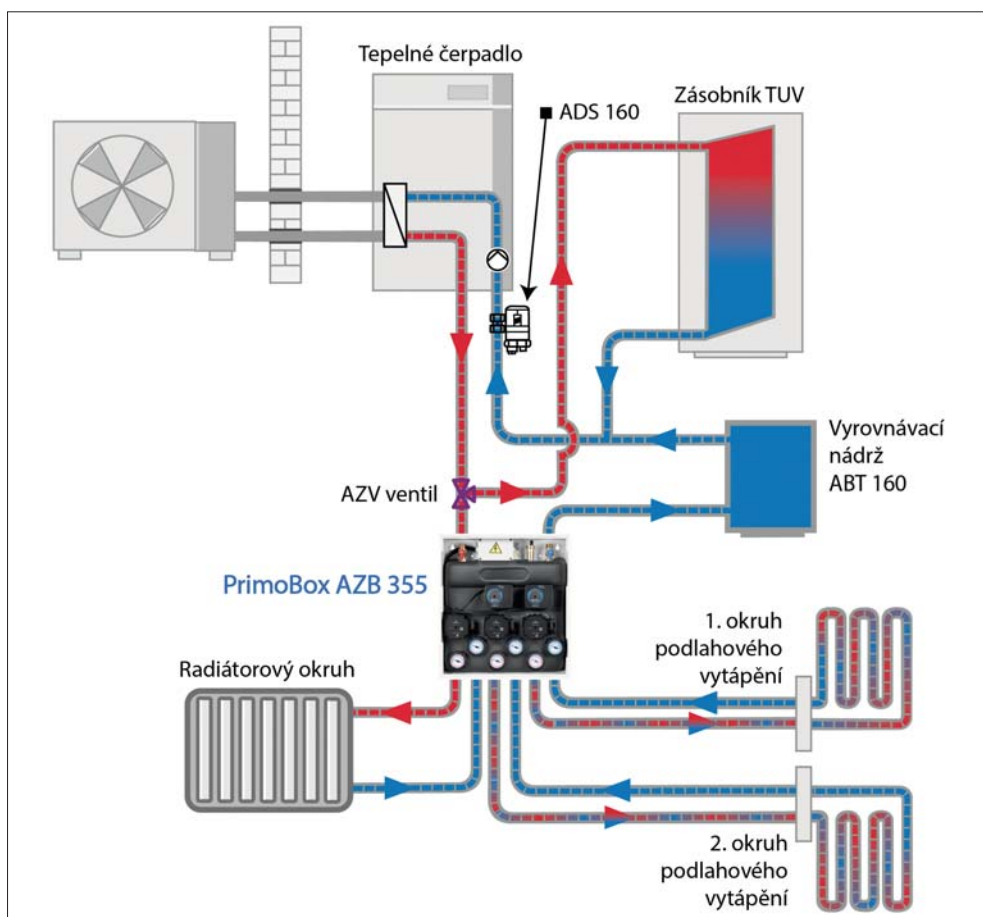 Tepelné čerpadlo
ADS 160
Zásobník TUV
Vyrovnávací
nádrž
ABT 160
AZV ventil
PrimoBox AZB 355
1. okruh
podlahového
vytápění
Radiátorový okruh
2. okruh
podlahového
vytápění